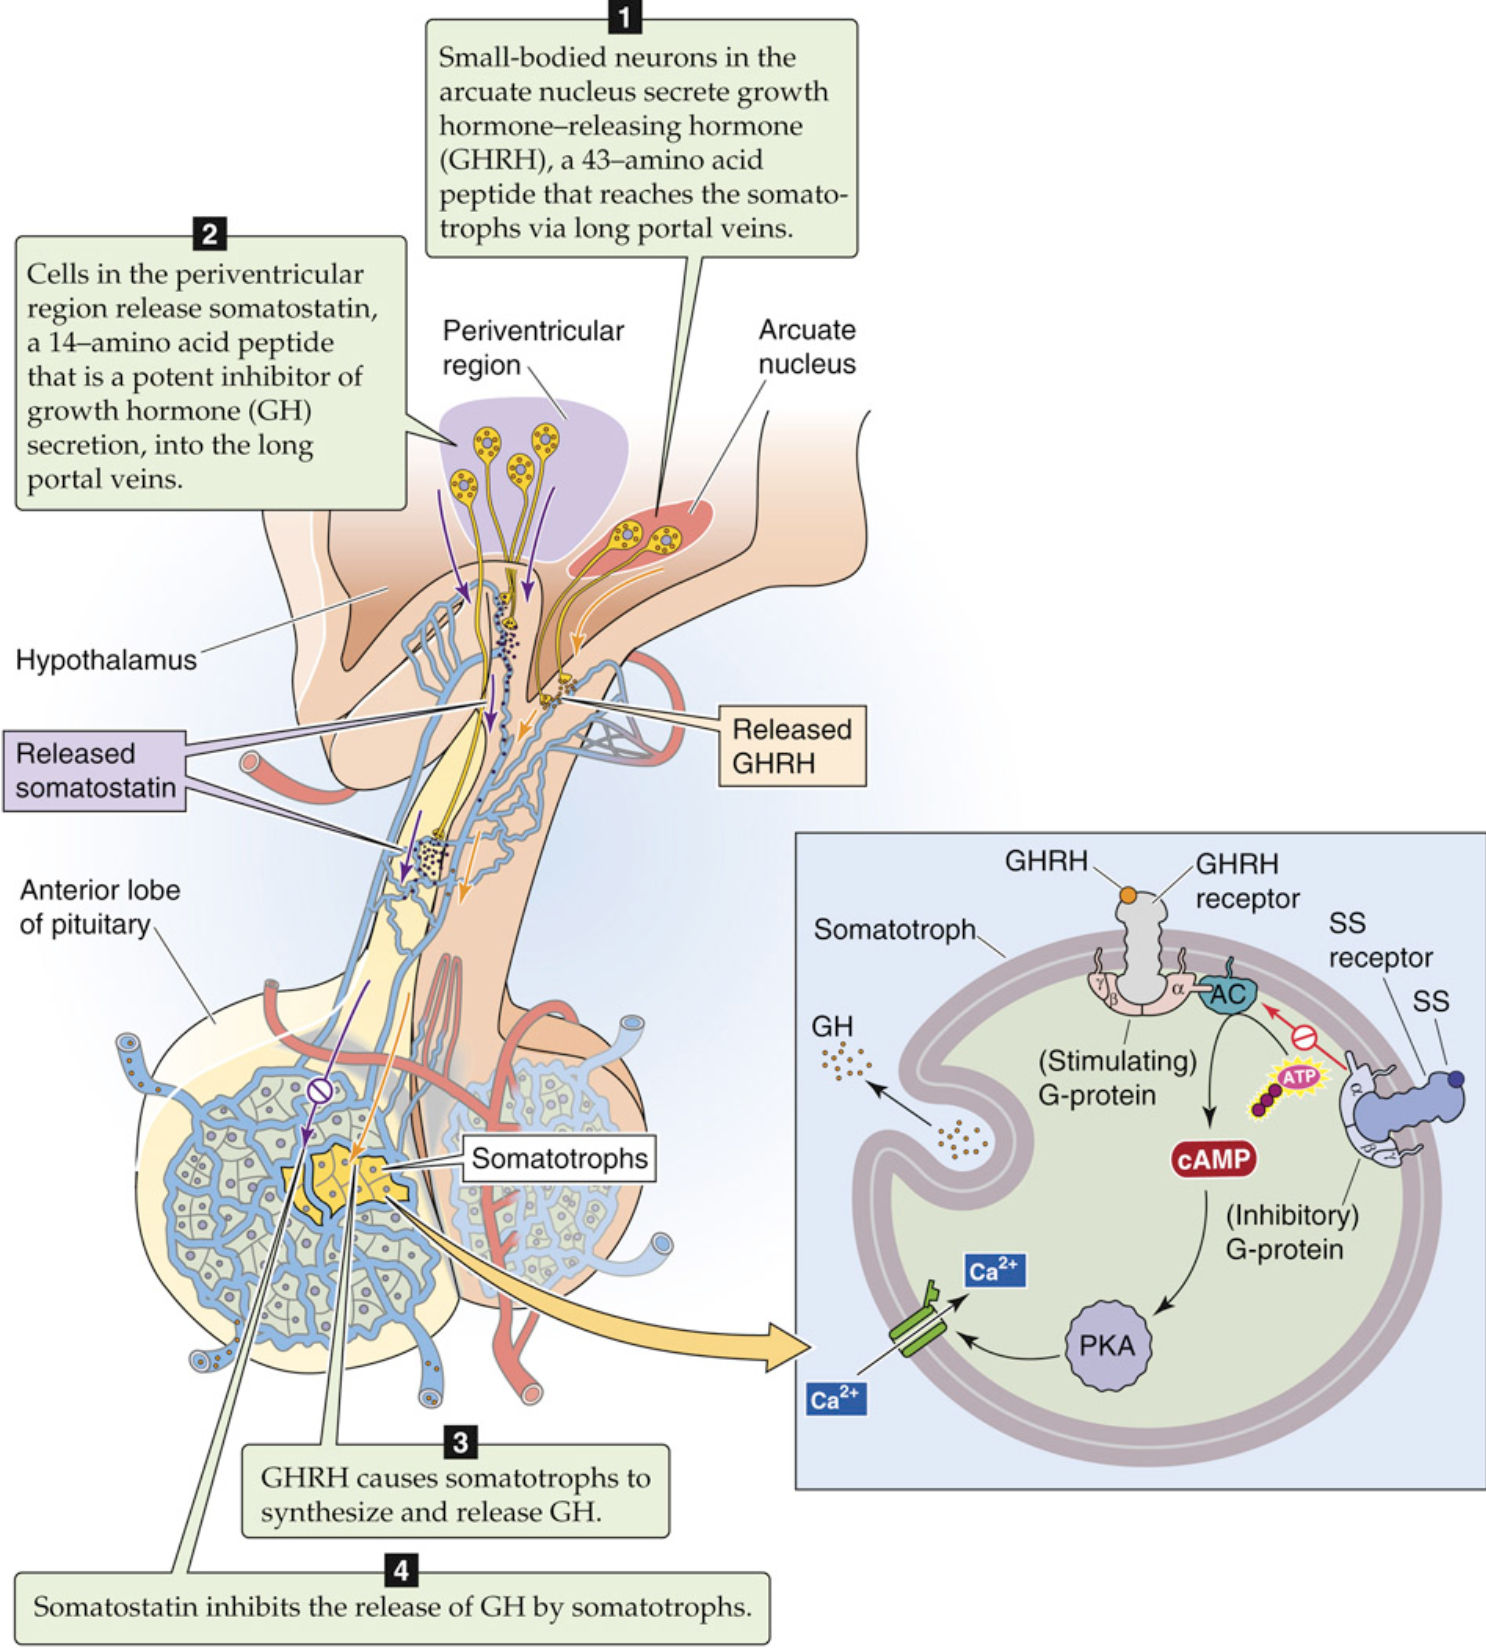 1
Small-bodied neurons in the
arcuate nucleus secrete growth
hormone–releasing hormone
(GHRH), a 43–amino acid
peptide that reaches the somato-
trophs via long portal veins.
2
Cells in the periventricular
region release somatostatin,
a 14–amino acid peptide
that is a potent inhibitor of
growth hormone (GH)
secretion, into the long
portal veins.
Periventricular
region
Arcuate
nucleus
Hypothalamus
Released
somatostatin
Released
GHRH
Anterior lobe
of pituitary
Somatotrophs
GHRH
GHRH
receptor
Somatotroph
SS
receptor
SS
γ
β
α
AC
GH
(Stimulating)
G-protein
ATP
α
β
γ
cAMP
(Inhibitory)
G-protein
Ca2+
PKA
Ca2+
3
GHRH causes somatotrophs to
synthesize and release GH.
4
Somatostatin inhibits the release of GH by somatotrophs.